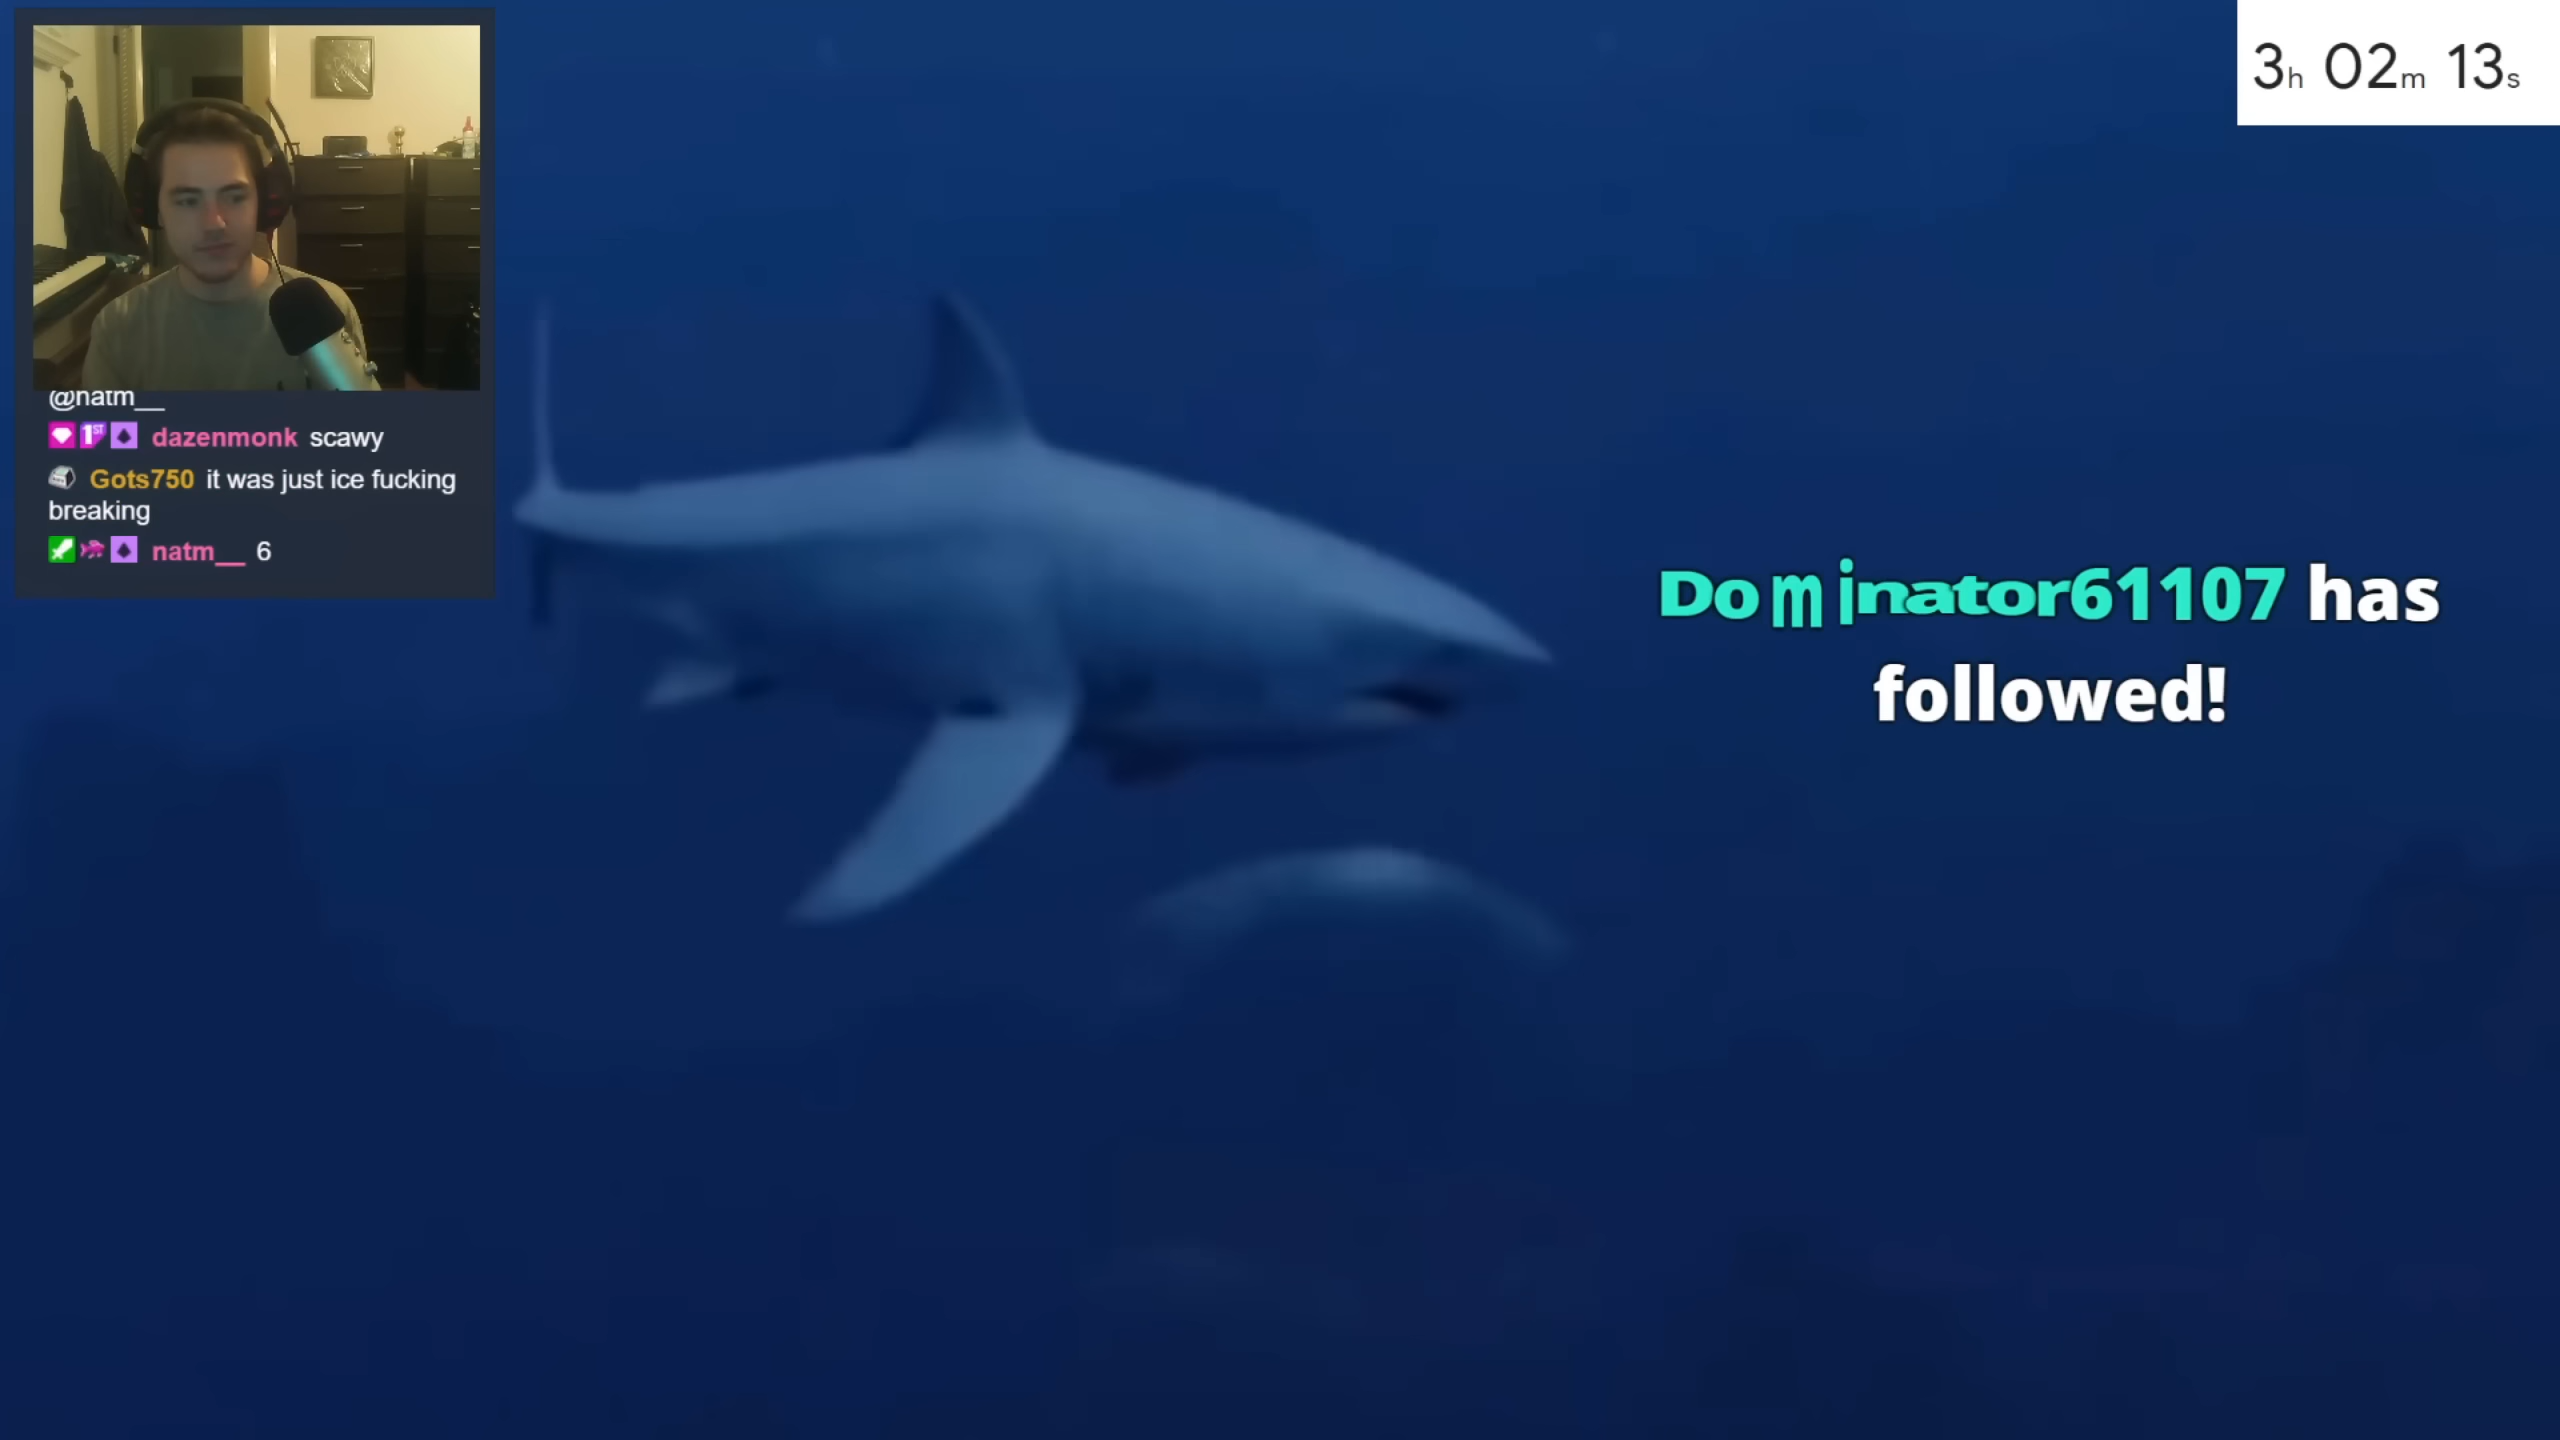 @natm__
dazenmonk scawy
Gots750 it was just ice fucking
breaking
natm__ 6
3h 02m 13s
Dominator61107 has
followed!